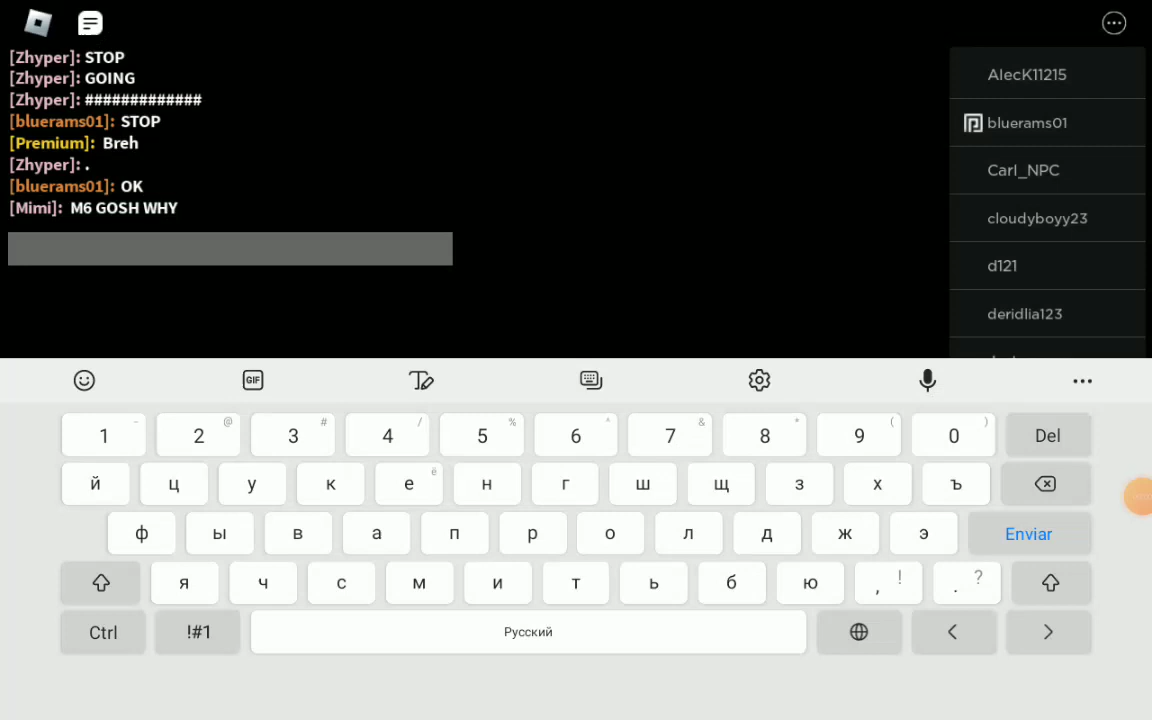 [Zhyper]: STOP
[Zhyper]: GOING
[Zhyper]: #############
[bluerams01]: STOP
[Premium]: Breh
[Zhyper]: .
[bluerams01]: OK
[Mimi]: M6 GOSH WHY
AlecK11215
bluerams01
Carl_NPC
cloudyboyy23
d121
deridlia123
GIF
1 - 2 @ 3 # 4 / 5 % 6 ^ 7 & 8 * 9 ( 0 ) Del
й ц у к е ё н г ш щ з х ъ
ф ы в а п р о л д ж э Enviar
я ч с м и т ь б ю , ! . ?
Ctrl !#1 Русский < >